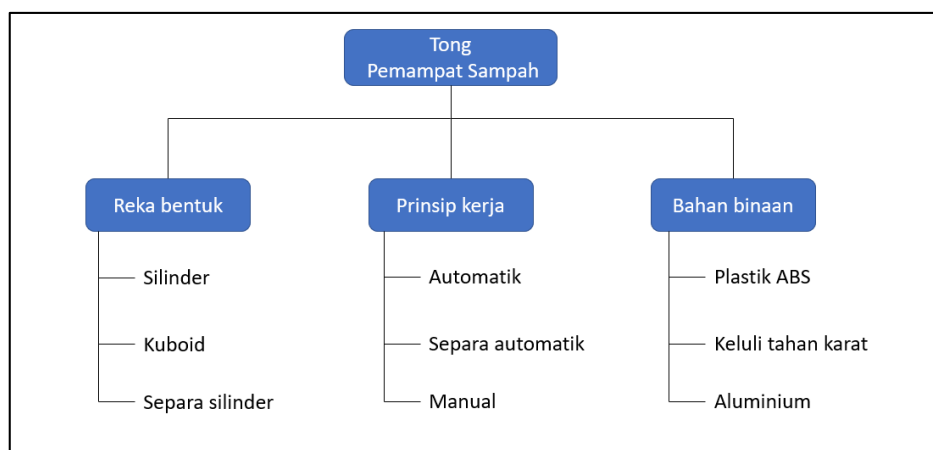 Tong
Pemampat Sampah
Reka bentuk
Prinsip kerja
Bahan binaan
Silinder
Automatik
Plastik ABS
Kuboid
Separa automatik
Keluli tahan karat
Separa silinder
Manual
Aluminium